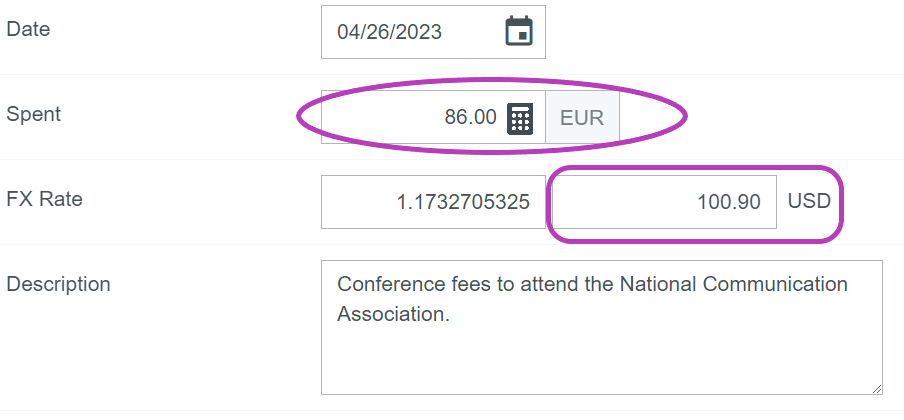 Date
04/26/2023
Spent
86.00 EUR
FX Rate
1.1732705325 100.90 USD
Description
Conference fees to attend the National Communication
Association.